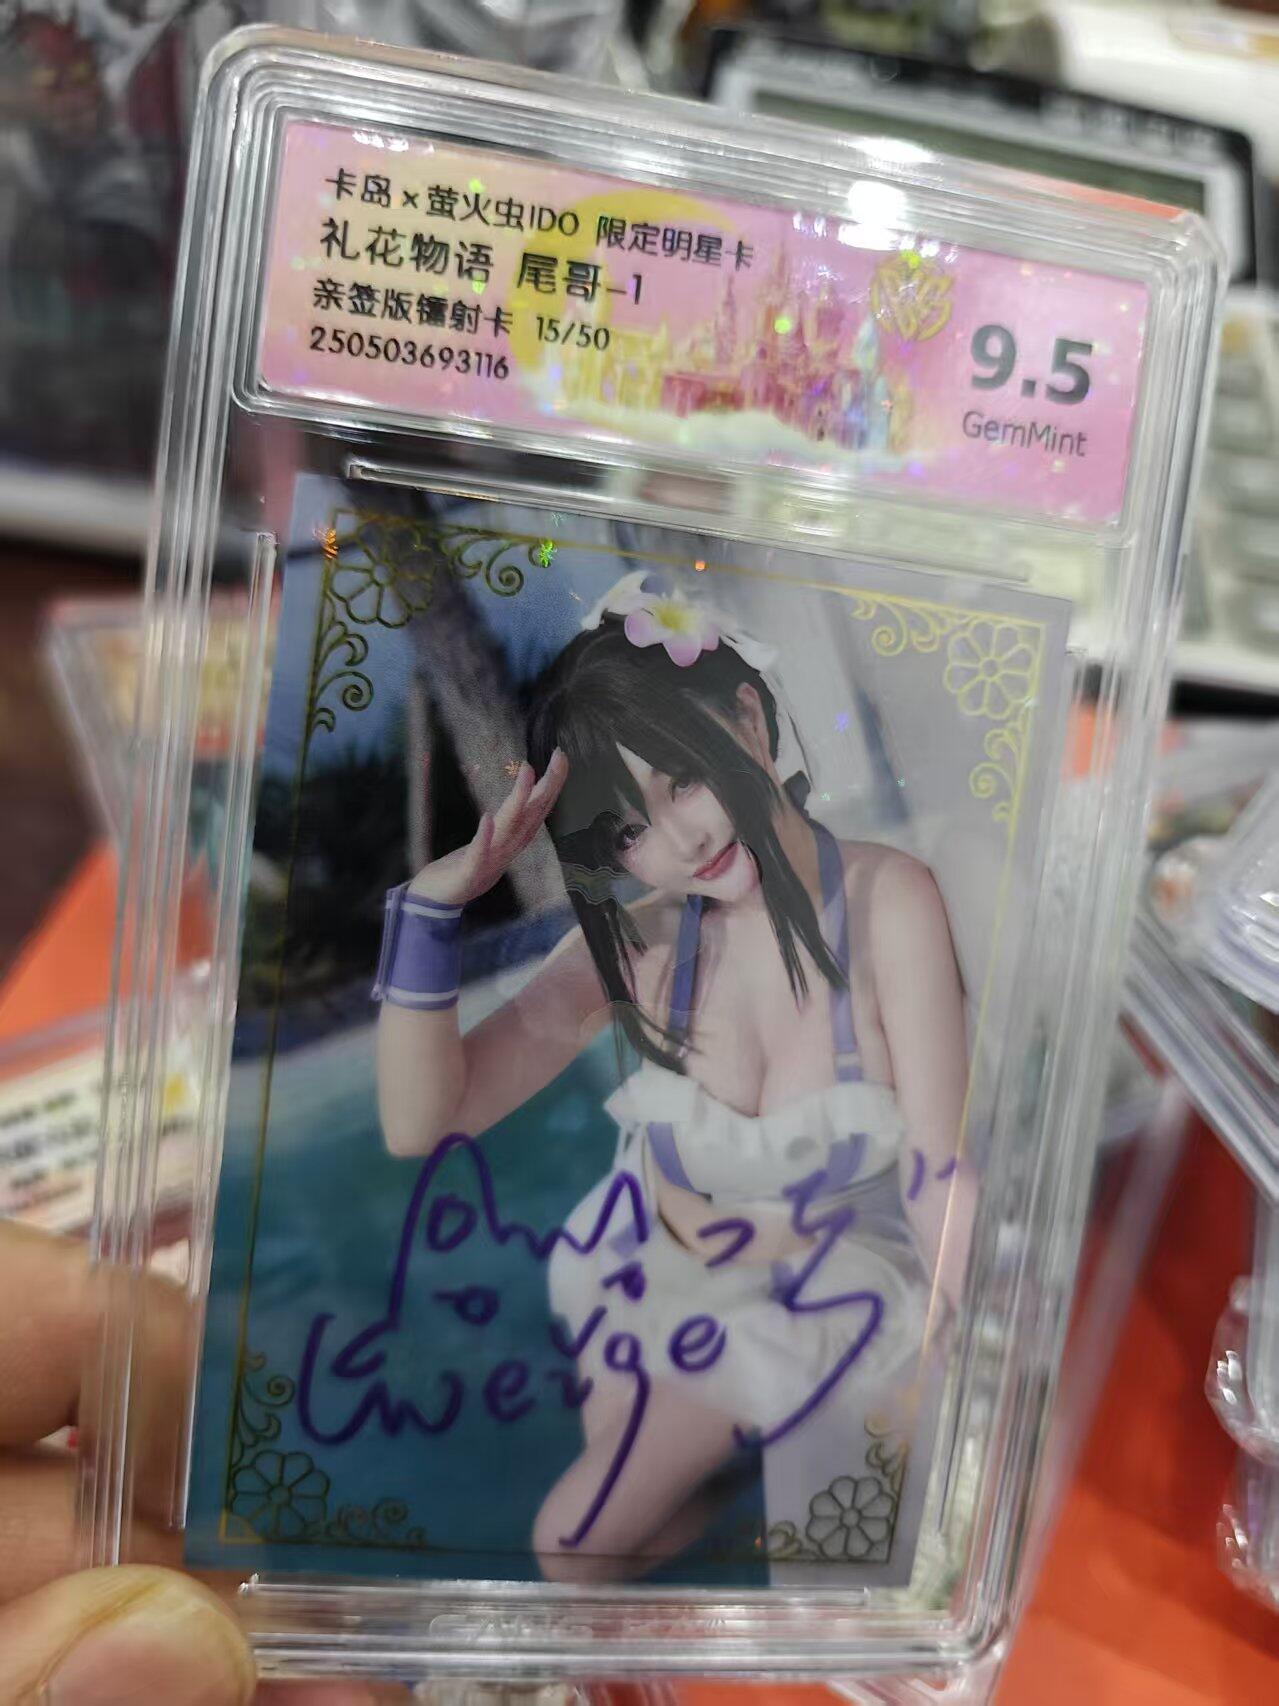 卡岛×萤火虫IDO 限定明星卡
礼花物语 尾哥-1
亲签版镭射卡 15/50
250503693116
9.5
GemMint
weige